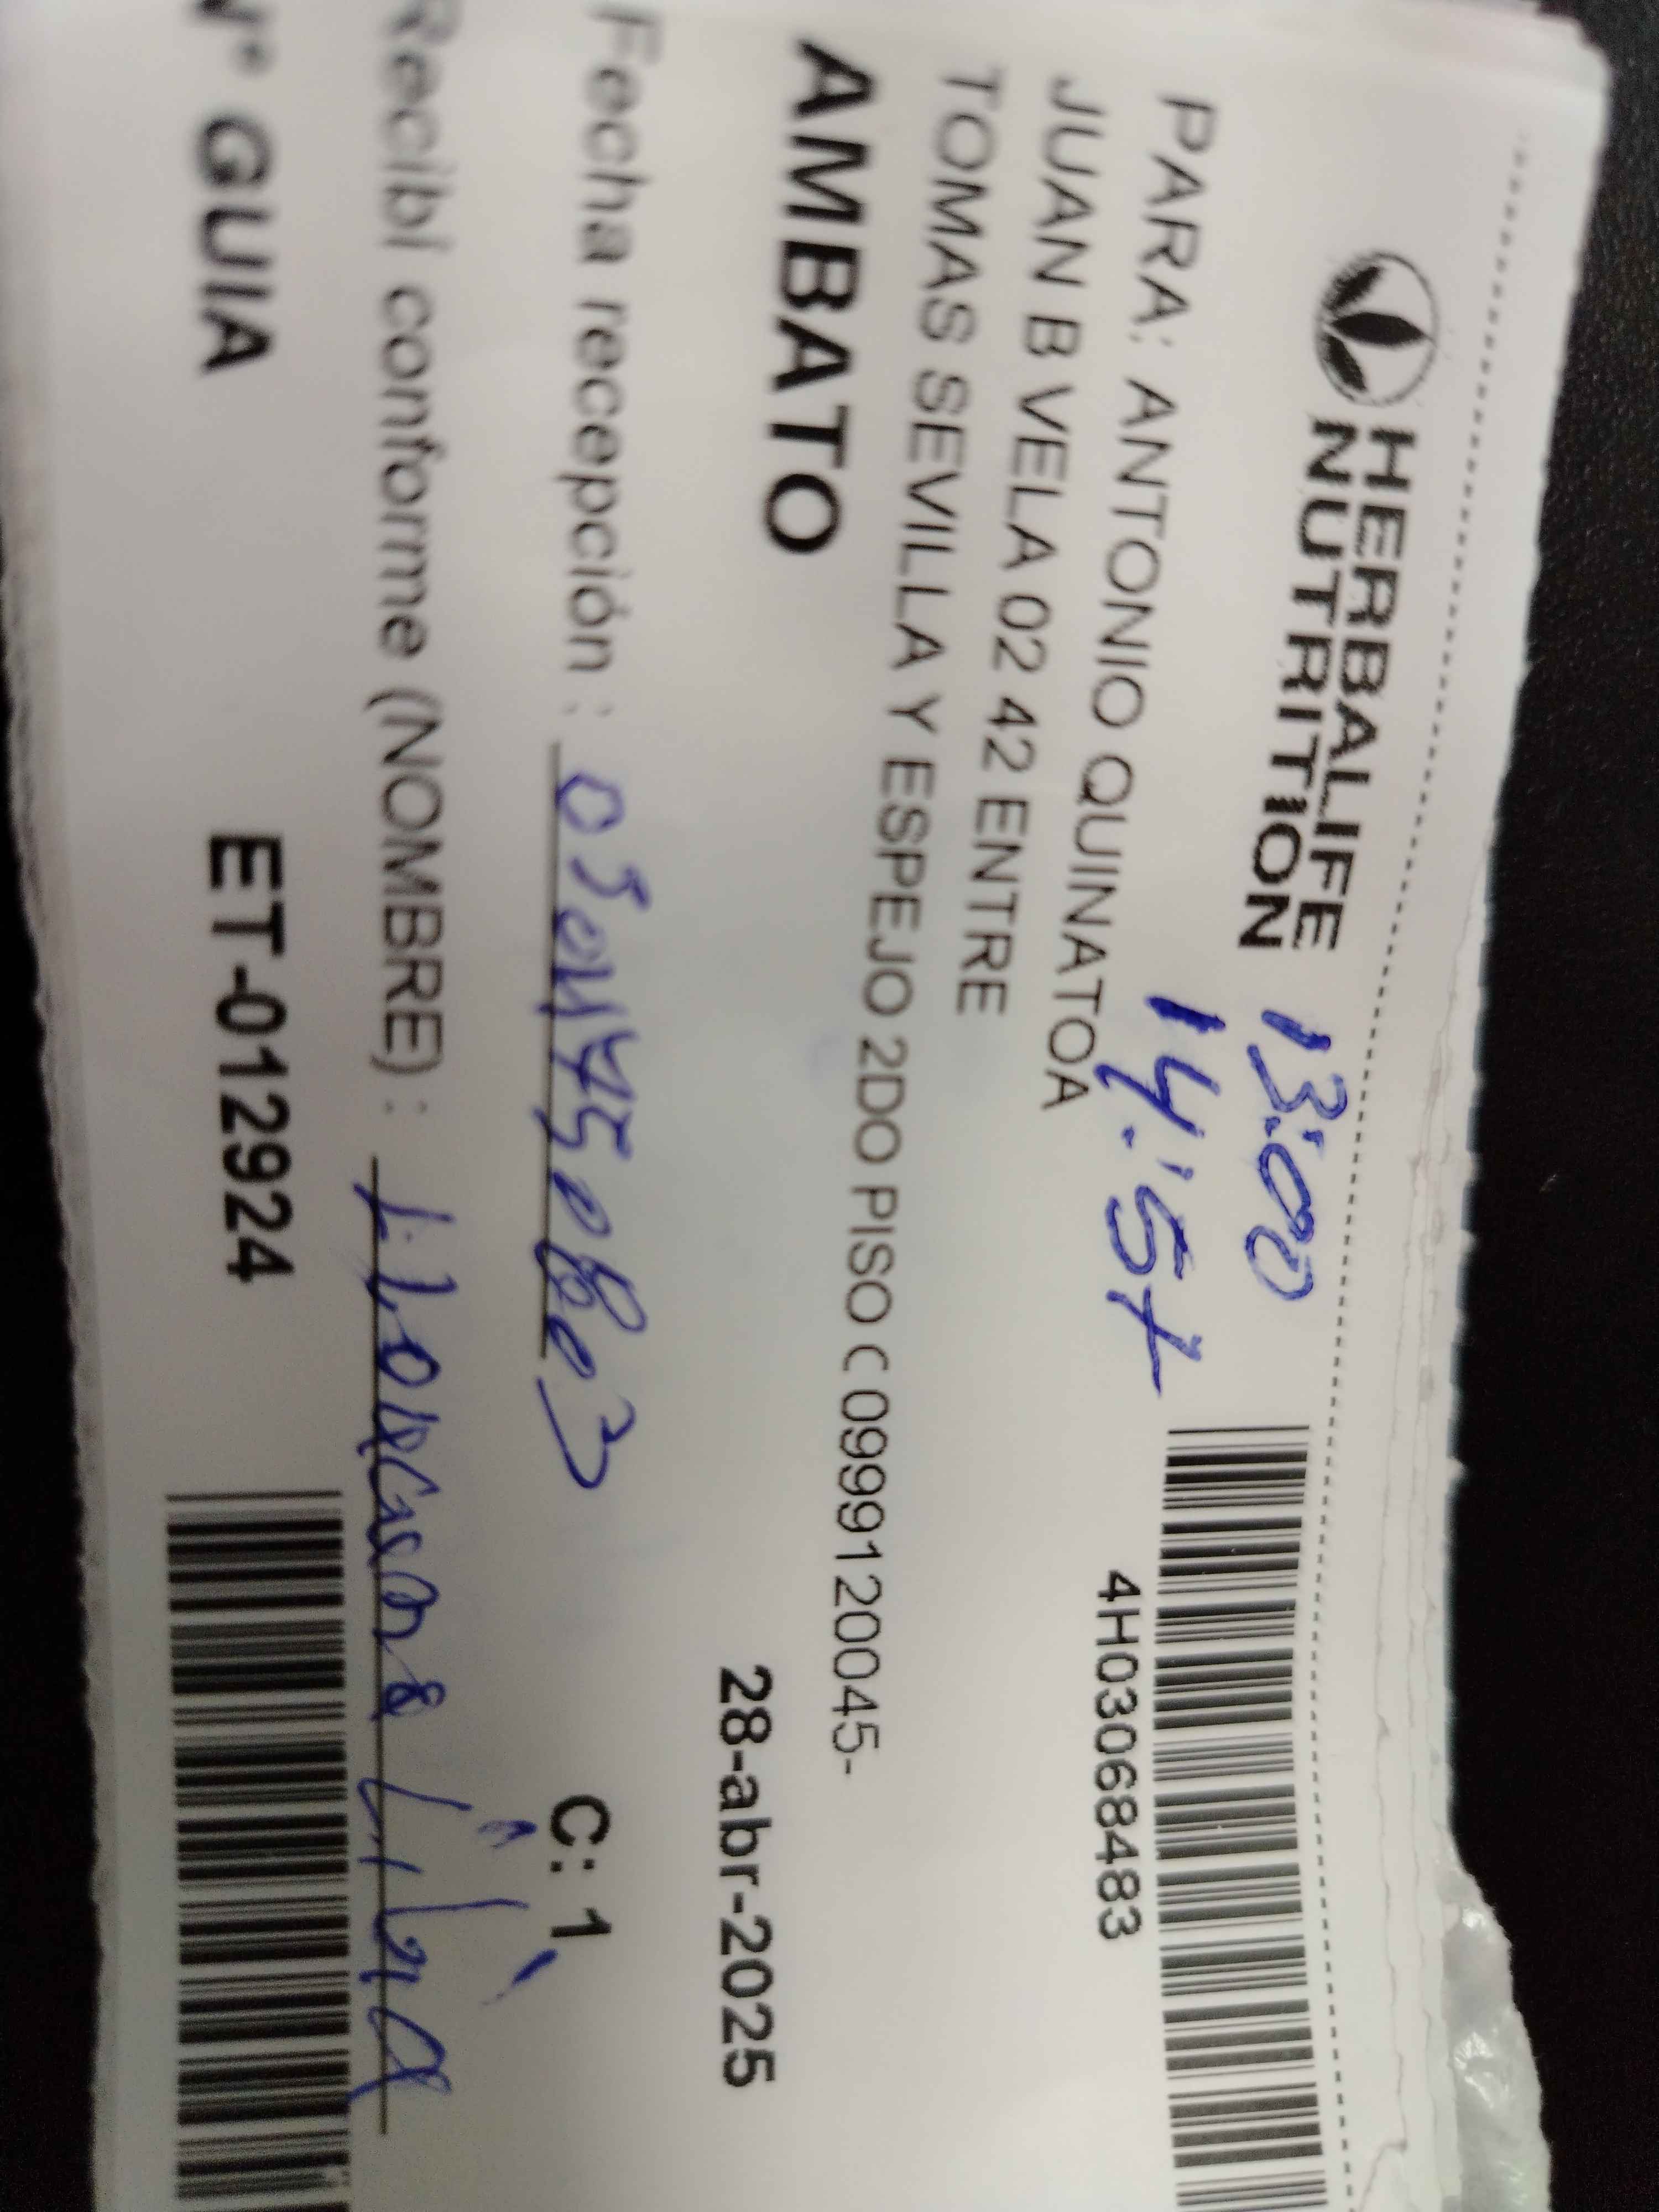 HERBALIFE
NUTRITION
13:00
14:57
4H03068483
PARA: ANTONIO QUINATOA
JUAN B VELA 02 42 ENTRE
TOMAS SEVILLA Y ESPEJO 2DO PISO C 0999120045-
AMBATO
28-abr-2025
Fecha recepción :
C: 1
Recibí conforme (NOMBRE) :
N° GUIA ET-012924